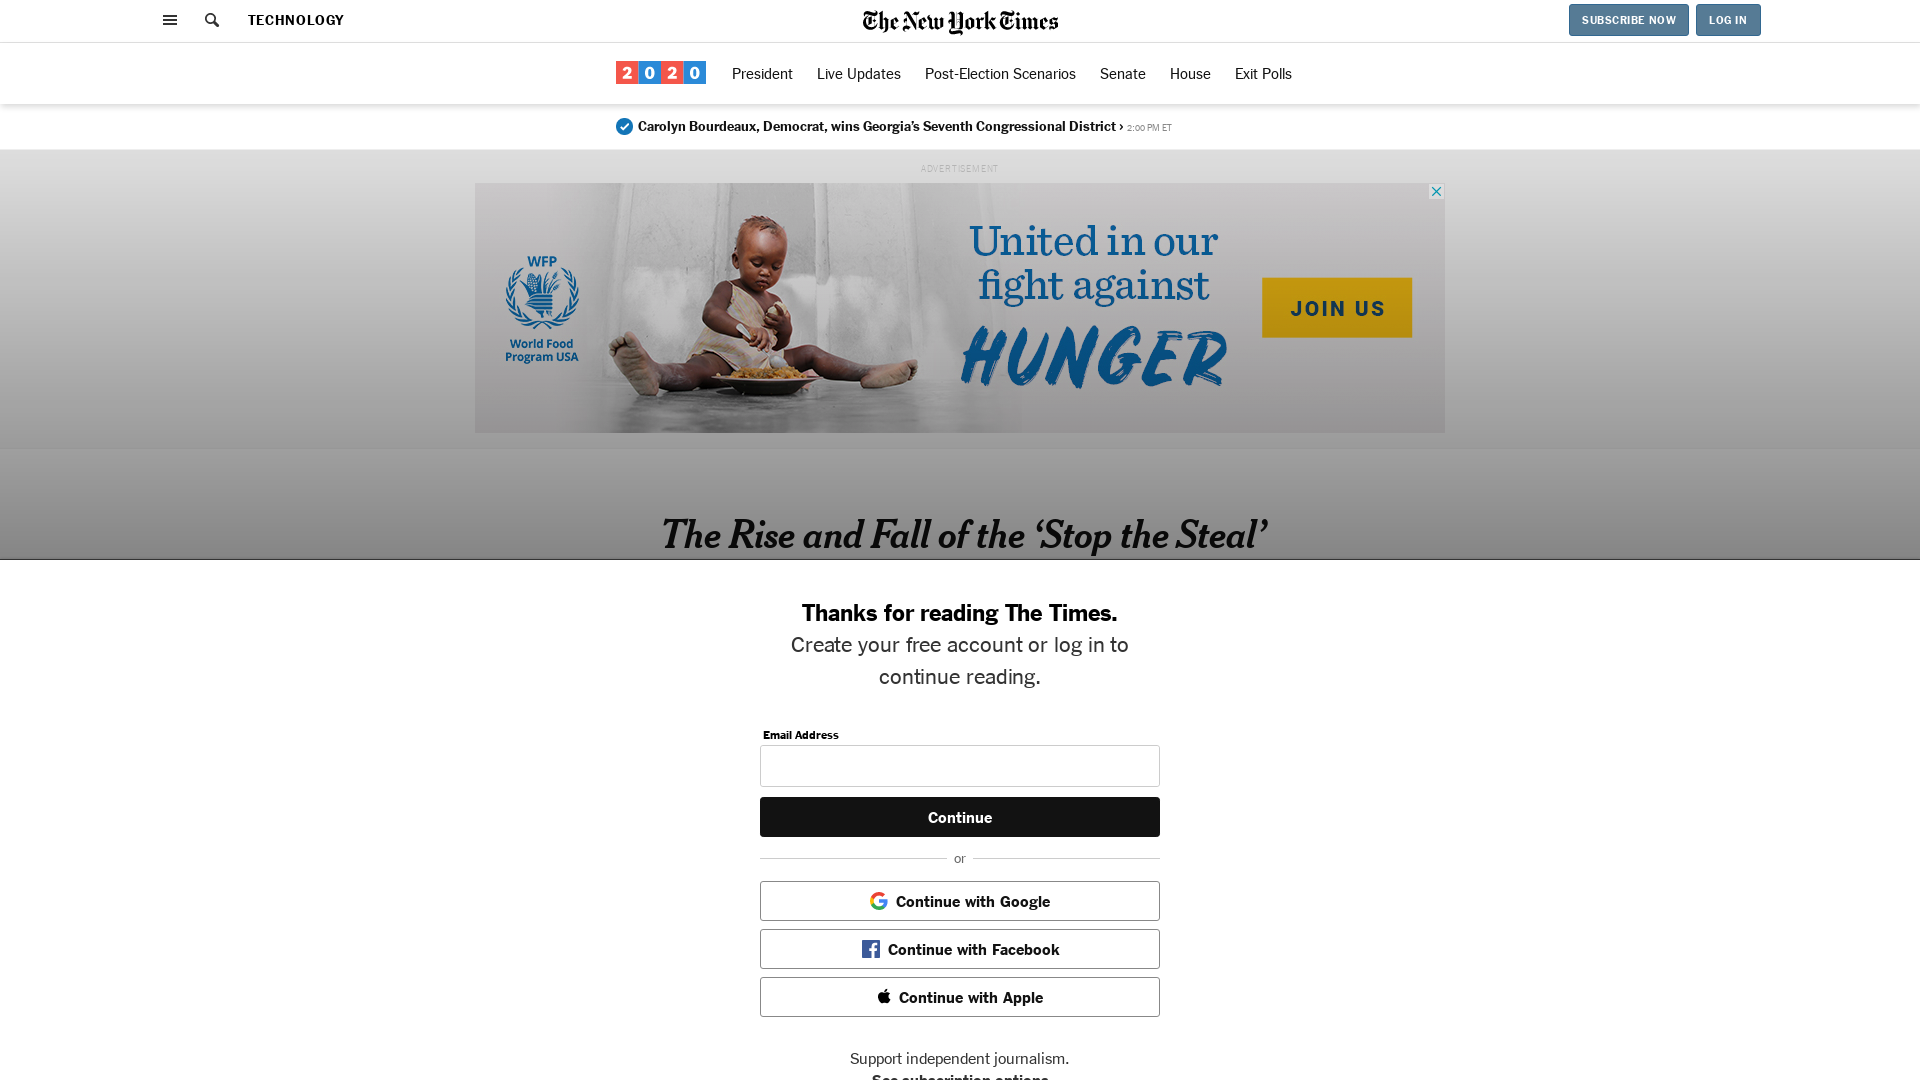 TECHNOLOGY
The New York Times
SUBSCRIBE NOW
LOG IN
2020
President
Live Updates
Post-Election Scenarios
Senate
House
Exit Polls
Carolyn Bourdeaux, Democrat, wins Georgia’s Seventh Congressional District › 2:00 PM ET
ADVERTISEMENT
WFP
World Food
Program USA
United in our
fight against
HUNGER
JOIN US
The Rise and Fall of the ‘Stop the Steal’
Thanks for reading The Times.
Create your free account or log in to
continue reading.
Email Address
Continue
or
Continue with Google
Continue with Facebook
Continue with Apple
Support independent journalism.
See subscription options